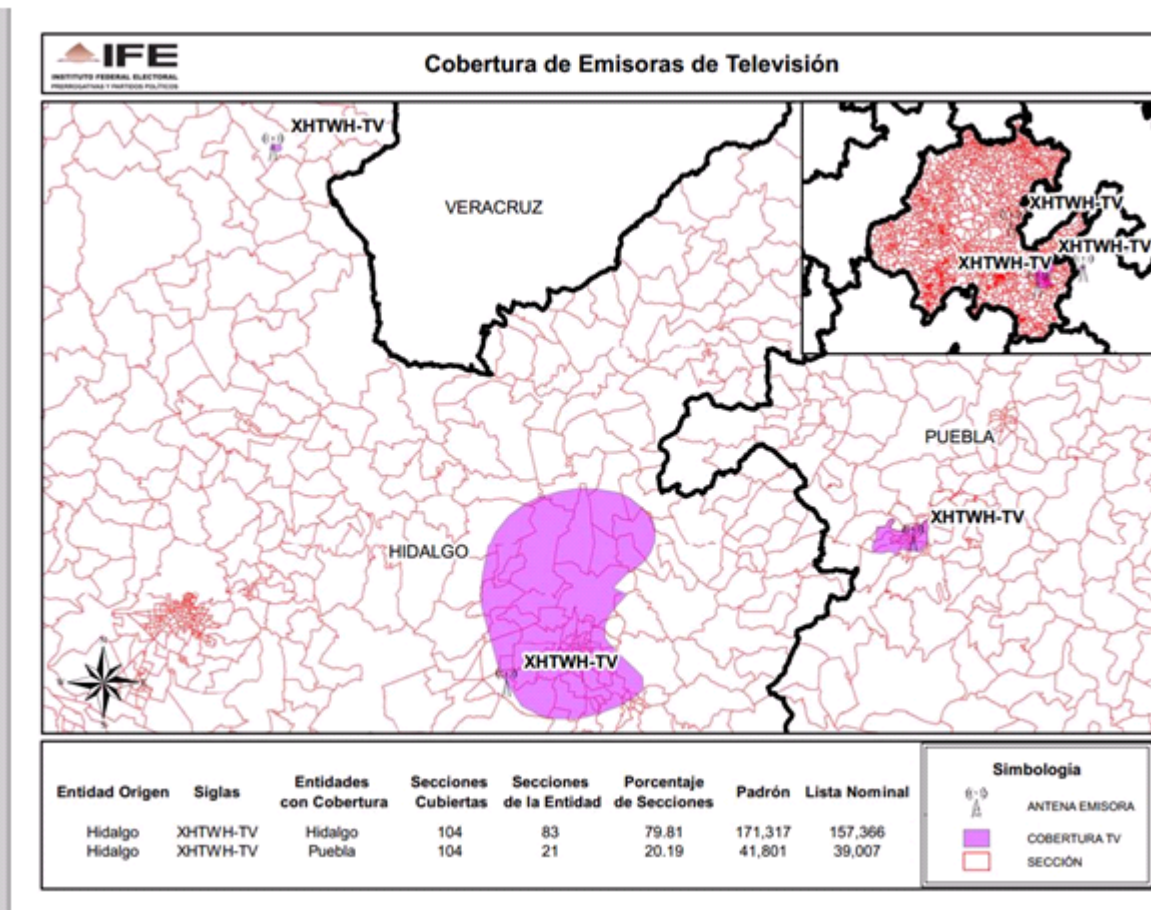 IFE
INSTITUTO FEDERAL ELECTORAL
PRERROGATIVAS Y PARTIDOS POLÍTICOS
Cobertura de Emisoras de Televisión
XHTWH-TV
VERACRUZ
XHTWH-TV
XHTWH-TV
XHTWH-TV
PUEBLA
XHTWH-TV
HIDALGO
XHTWH-TV
Entidad Origen Siglas Entidades con Cobertura Secciones Cubiertas Secciones de la Entidad Porcentaje de Secciones Padrón Lista Nominal
Hidalgo XHTWH-TV Hidalgo 104 83 79.81 171,317 157,366
Hidalgo XHTWH-TV Puebla 104 21 20.19 41,801 39,007
Simbología
ANTENA EMISORA
COBERTURA TV
SECCIÓN